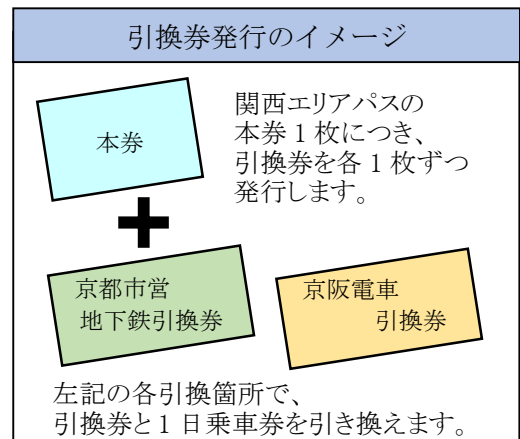 引換券発行のイメージ
本券
関西エリアパスの
本券１枚につき、
引換券を各１枚ずつ
発行します。
京都市営
地下鉄引換券
京阪電車
引換券
左記の各引換箇所で、
引換券と１日乗車券を引き換えます。